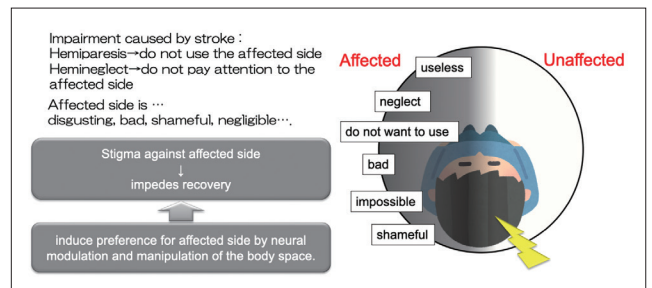 Impairment caused by stroke：
Hemiparesis→do not use the affected side
Hemineglect→do not pay attention to the
affected side
Affected side is …
disgusting, bad, shameful, negligible….
Stigma against affected side
↓
impedes recovery
induce preference for affected side by neural
modulation and manipulation of the body space.
Affected
Unaffected
useless
neglect
do not want to use
bad
impossible
shameful